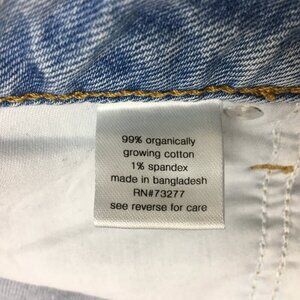 99% organically
growing cotton
1% spandex
made in bangladesh
RN#73277
see reverse for care